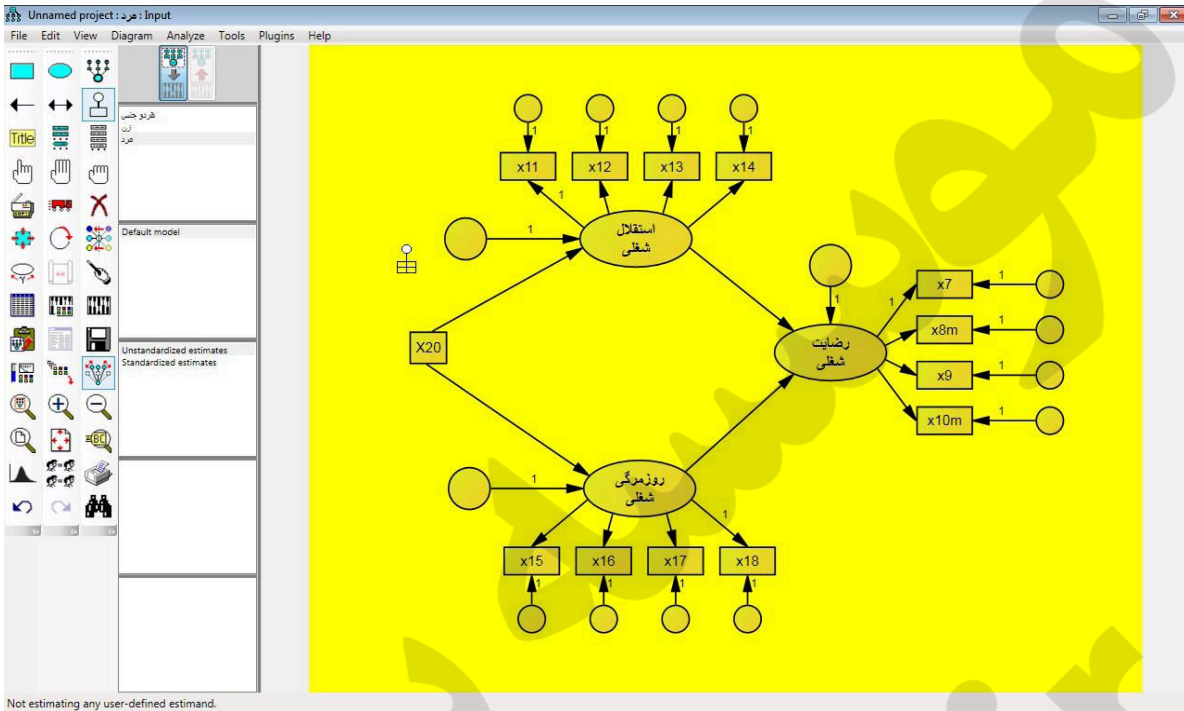 Unnamed project : مرد : Input
File Edit View Diagram Analyze Tools Plugins Help
Title
هردو جنس
زن
مرد
Default model
Unstandardized estimates
Standardized estimates
1 1 1 1
x11 x12 x13 x14
1
1
استقلال
شغلی
X20
1
رضایت
شغلی
1
x7 1
x8m 1
x9 1
x10m 1
1
روزمرگی
شغلی
1
x15 x16 x17 x18
1 1 1 1
Not estimating any user-defined estimand.